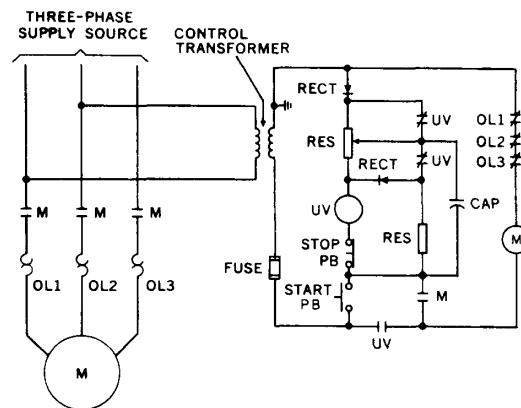 THREE-PHASE
SUPPLY SOURCE
CONTROL
TRANSFORMER
RECT
UV
OL1
RES
UV
OL2
RECT
OL3
M
M
M
UV
CAP
STOP
PB
RES
M
OL1
OL2
OL3
FUSE
START
PB
M
UV
M